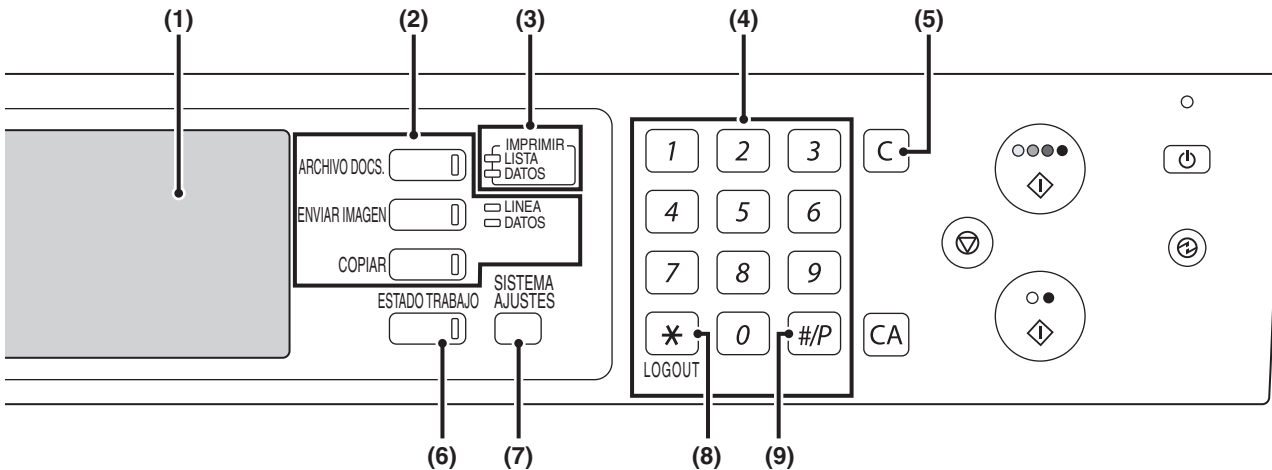 (1) (2) (3) (4) (5)
IMPRIMIR
LISTA
DATOS
ARCHIVO DOCS.
ENVIAR IMAGEN
LINEA
DATOS
COPIAR
ESTADO TRABAJO
SISTEMA
AJUSTES
1 2 3 C
4 5 6
7 8 9
* 0 #/P CA
LOGOUT
(6) (7) (8) (9)